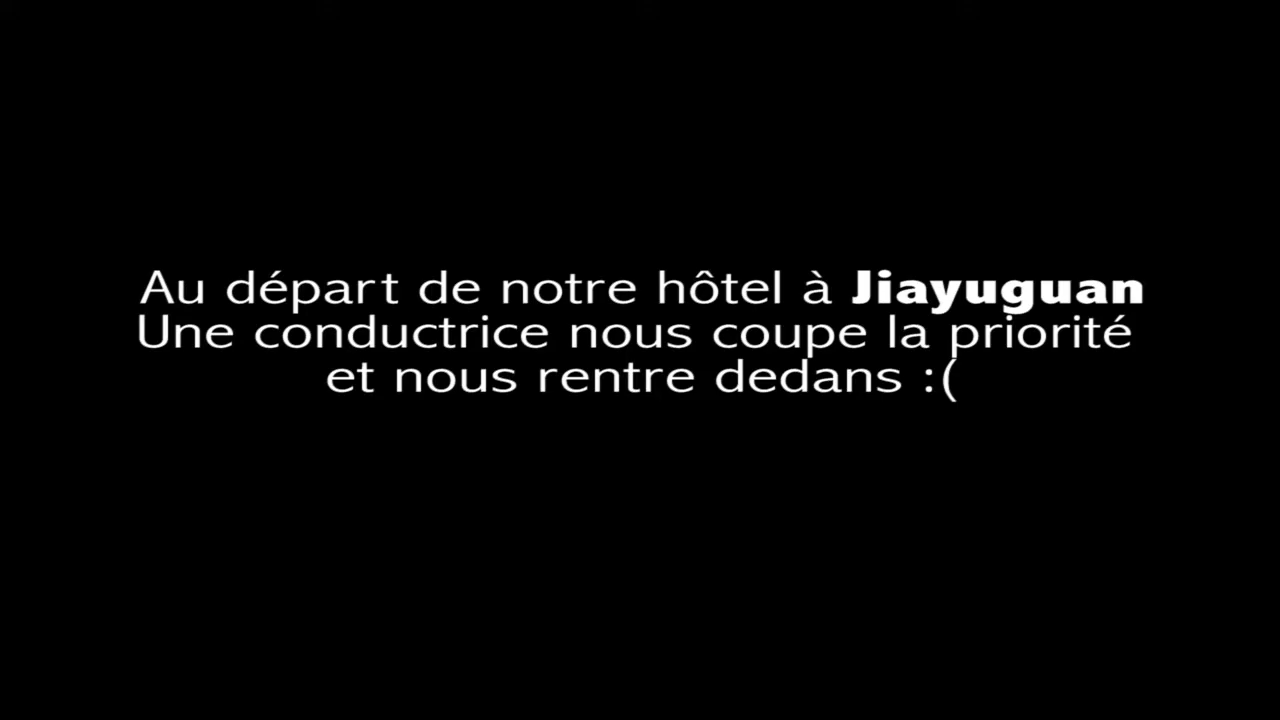 Au départ de notre hôtel à Jiayuguan
Une conductrice nous coupe la priorité
et nous rentre dedans :(